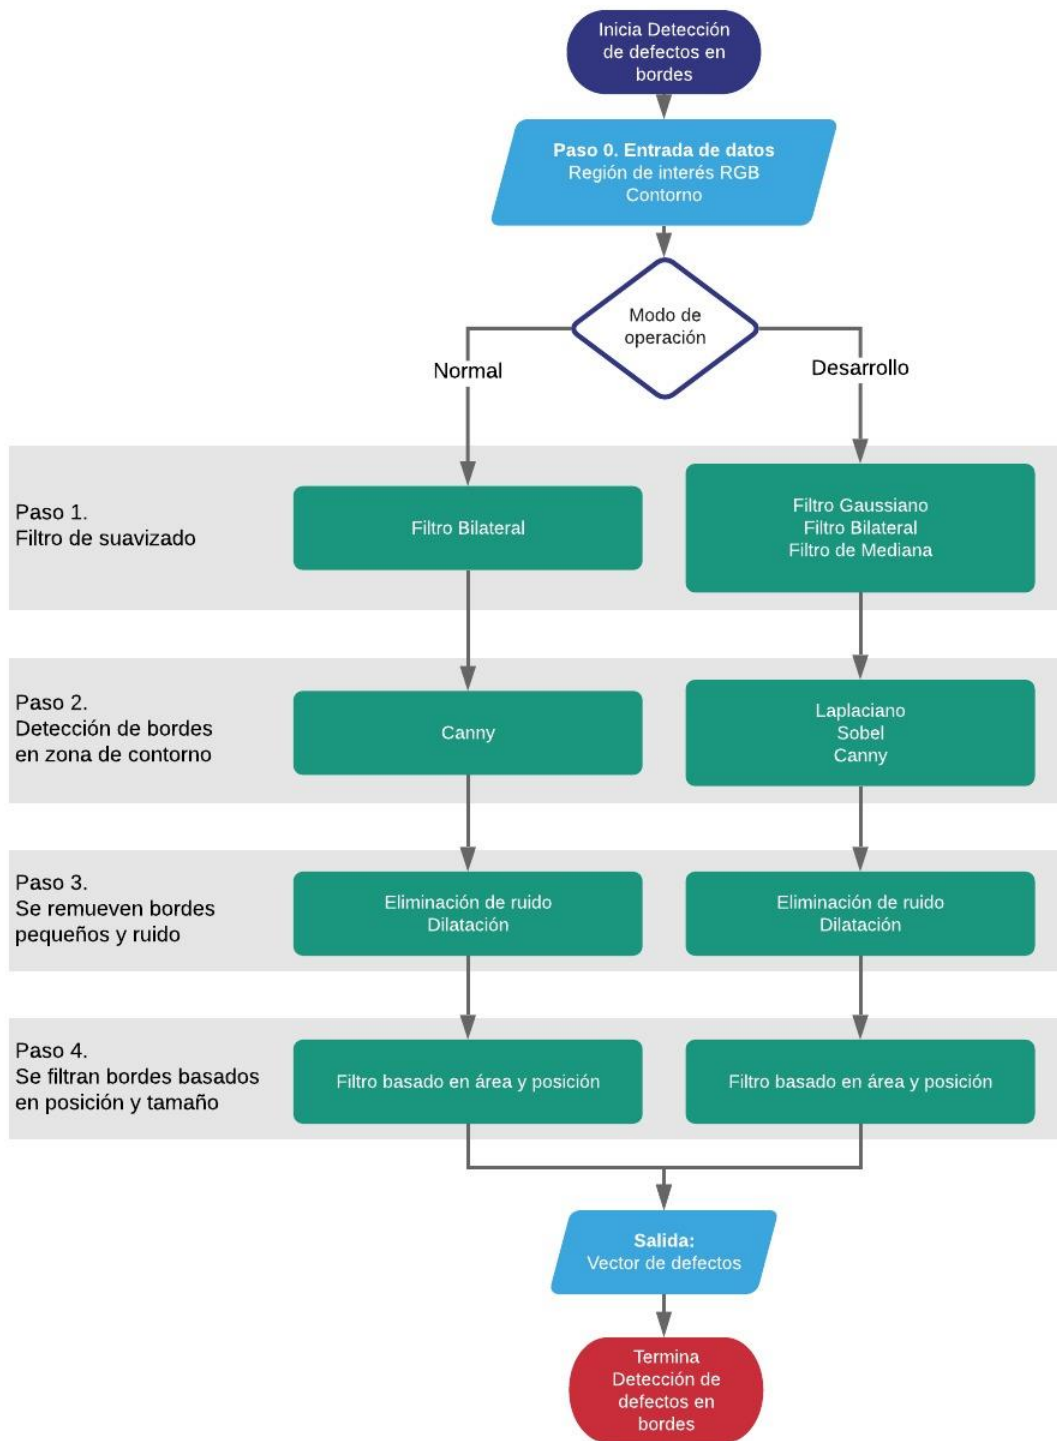 Inicia Detección
de defectos en
bordes
Paso 0. Entrada de datos
Región de interés RGB
Contorno
Modo de
operación
Normal
Desarrollo
Paso 1.
Filtro de suavizado
Filtro Bilateral
Filtro Gaussiano
Filtro Bilateral
Filtro de Mediana
Paso 2.
Detección de bordes
en zona de contorno
Canny
Laplaciano
Sobel
Canny
Paso 3.
Se remueven bordes
pequeños y ruido
Eliminación de ruido
Dilatación
Eliminación de ruido
Dilatación
Paso 4.
Se filtran bordes basados
en posición y tamaño
Filtro basado en área y posición
Filtro basado en área y posición
Salida:
Vector de defectos
Termina
Detección de
defectos en
bordes